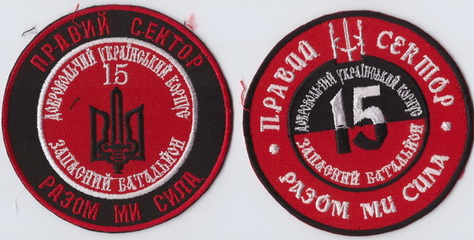 ПРАВИЙ СЕКТОР
ДОБРОВОЛЬЧИЙ УКРАЇНСЬКИЙ КОРПУС
15
ЗАПАСНИЙ БАТАЛЬЙОН
РАЗОМ МИ СИЛА
ПРАВИЙ СЕКТОР
ДОБРОВОЛЬЧИЙ УКРАЇНСЬКИЙ КОРПУС
15
ЗАПАСНИЙ БАТАЛЬЙОН
РАЗОМ МИ СИЛА